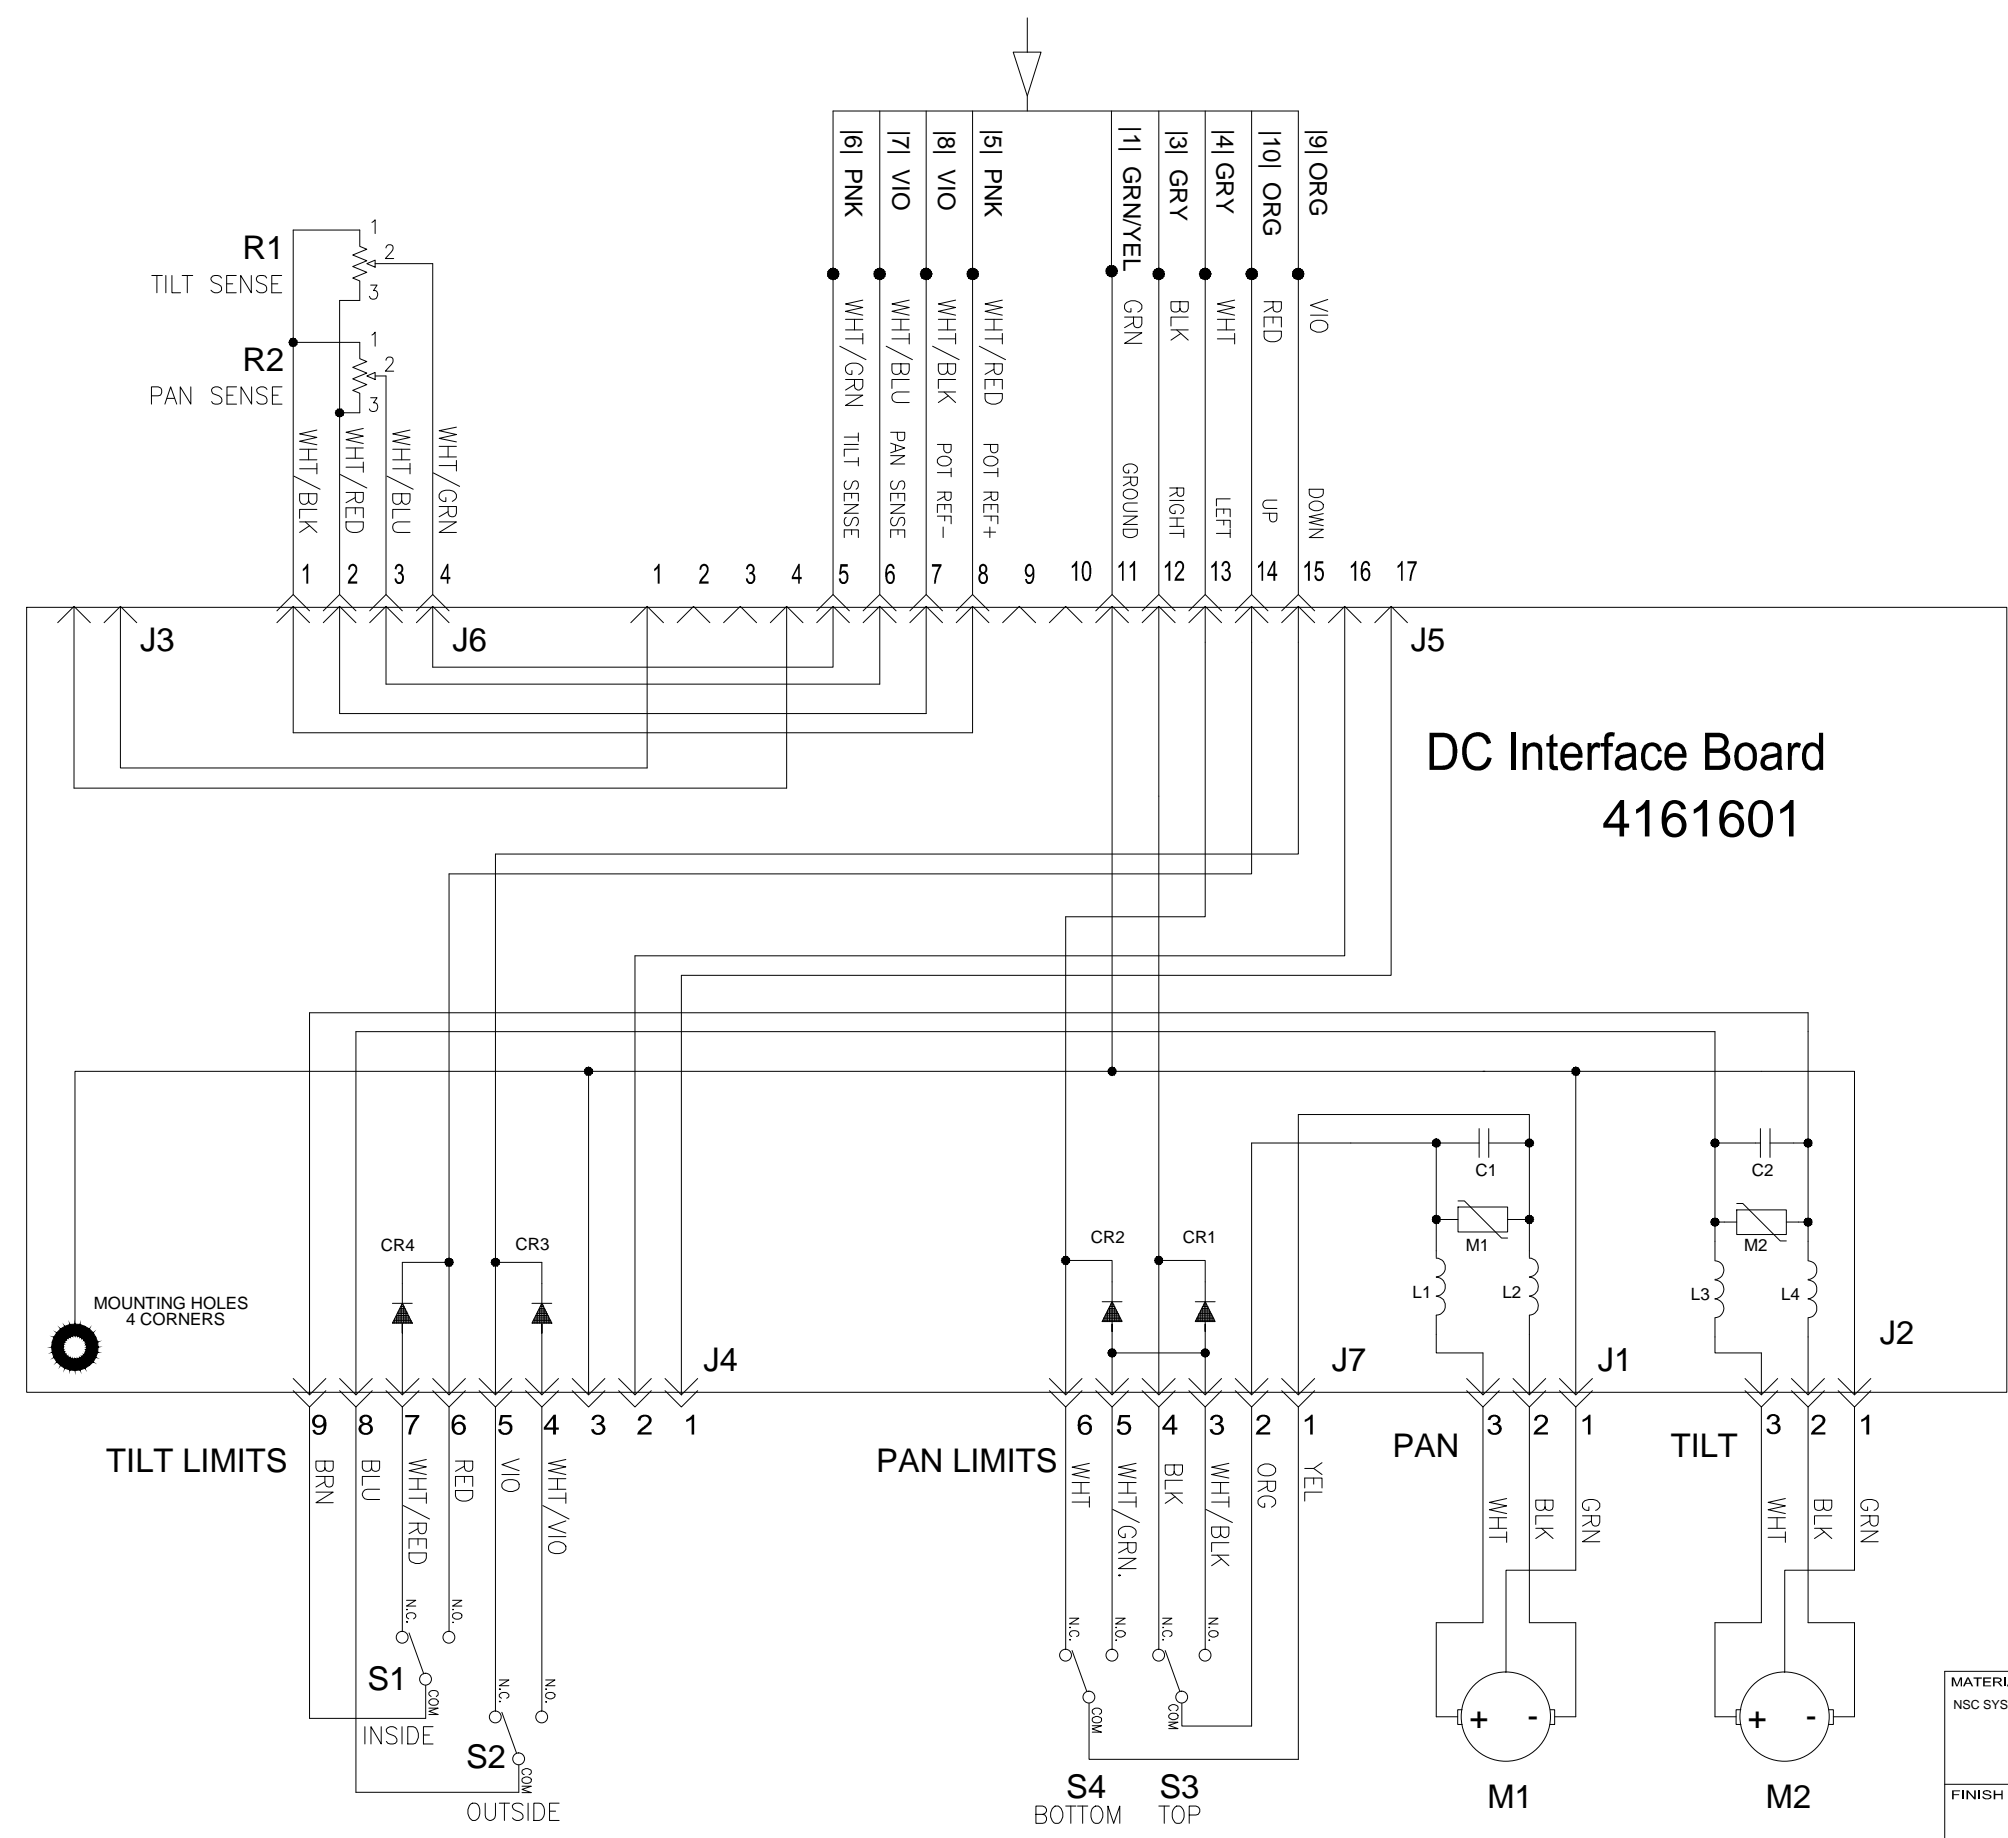 |6| PNK
|7| VIO
|8| VIO
|5| PNK
|1| GRN/YEL
|3| GRY
|4| GRY
|10| ORG
|9| ORG
WHT/GRN TILT SENSE
WHT/BLU PAN SENSE
WHT/BLK POT REF-
WHT/RED POT REF+
GRN GROUND
BLK RIGHT
WHT LEFT
RED UP
VIO DOWN
R1
TILT SENSE
1
2
3
R2
PAN SENSE
1
2
3
WHT/BLK
WHT/RED
WHT/BLU
WHT/GRN
1 2 3 4
1 2 3 4 5 6 7 8 9 10 11 12 13 14 15 16 17
J3
J6
J5
DC Interface Board
4161601
C1
C2
M1
M2
CR4
CR3
CR2
CR1
L1
L2
L3
L4
MOUNTING HOLES
4 CORNERS
J4
J7
J1
J2
9 8 7 6 5 4 3 2 1
6 5 4 3 2 1
3 2 1
3 2 1
TILT LIMITS
PAN LIMITS
PAN
TILT
BRN
BLU
WHT/RED
RED
VIO
WHT/VIO
WHT
WHT/GRN.
BLK
WHT/BLK
ORG
YEL
WHT
BLK
GRN
WHT
BLK
GRN
N.C.
N.O.
S1
COM
INSIDE
N.C.
N.O.
S2
COM
OUTSIDE
N.C.
N.O.
COM
N.C.
N.O.
COM
S4
BOTTOM
S3
TOP
+ -
M1
+ -
M2
MATERI
NSC SYS
FINISH